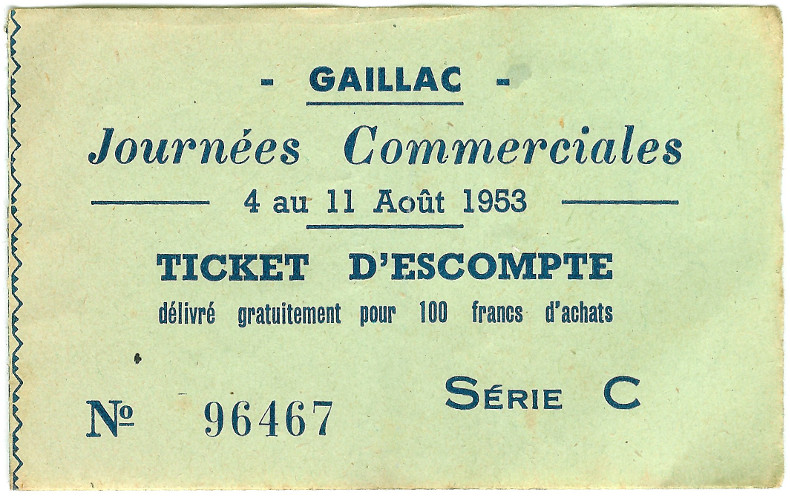 - GAILLAC -
Journées Commerciales
4 au 11 Août 1953
TICKET D'ESCOMPTE
délivré gratuitement pour 100 francs d'achats
Nº 96467
SÉRIE C